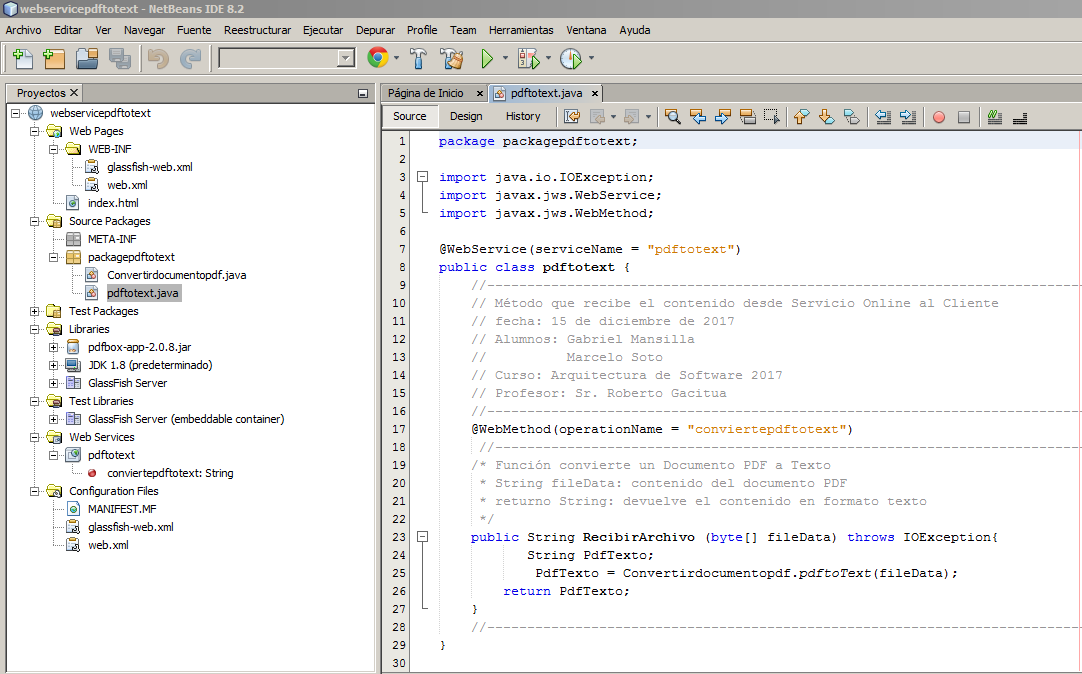 webservicepdftotext - NetBeans IDE 8.2
Archivo Editar Ver Navegar Fuente Reestructurar Ejecutar Depurar Profile Team Herramientas Ventana Ayuda
Proyectos
webservicepdftotext
Web Pages
WEB-INF
glassfish-web.xml
web.xml
index.html
Source Packages
META-INF
packagepdftotext
Convertirdocumentopdf.java
pdftotext.java
Test Packages
Libraries
pdfbox-app-2.0.8.jar
JDK 1.8 (predeterminado)
GlassFish Server
Test Libraries
GlassFish Server (embeddable container)
Web Services
pdftotext
conviertepdftotext: String
Configuration Files
MANIFEST.MF
glassfish-web.xml
web.xml
Página de Inicio pdftotext.java
Source Design History
1 package packagepdftotext;
2
3 import java.io.IOException;
4 import javax.jws.WebService;
5 import javax.jws.WebMethod;
6
7 @WebService(serviceName = "pdftotext")
8 public class pdftotext {
9 //--------------------------------------------------------------------------
10 // Método que recibe el contenido desde Servicio Online al Cliente
11 // fecha: 15 de diciembre de 2017
12 // Alumnos: Gabriel Mansilla
13 // Marcelo Soto
14 // Curso: Arquitectura de Software 2017
15 // Profesor: Sr. Roberto Gacitua
16 //--------------------------------------------------------------------------
17 @WebMethod(operationName = "conviertepdftotext")
18 //-------------------------------------------------------------------------
19 /* Función convierte un Documento PDF a Texto
20 * String fileData: contenido del documento PDF
21 * returno String: devuelve el contenido en formato texto
22 */
23 public String RecibirArchivo (byte[] fileData) throws IOException{
24 String PdfTexto;
25 PdfTexto = Convertirdocumentopdf.pdftoText(fileData);
26 return PdfTexto;
27 }
28 //--------------------------------------------------------------------------
29 }
30